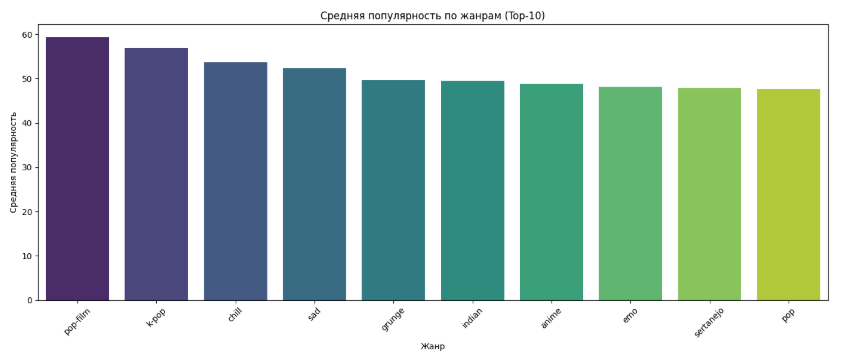 Средняя популярность по жанрам (Top-10)
Средняя популярность
60
50
40
30
20
10
0
pop-film
k-pop
chill
sad
grunge
indian
anime
emo
sertanejo
pop
Жанр